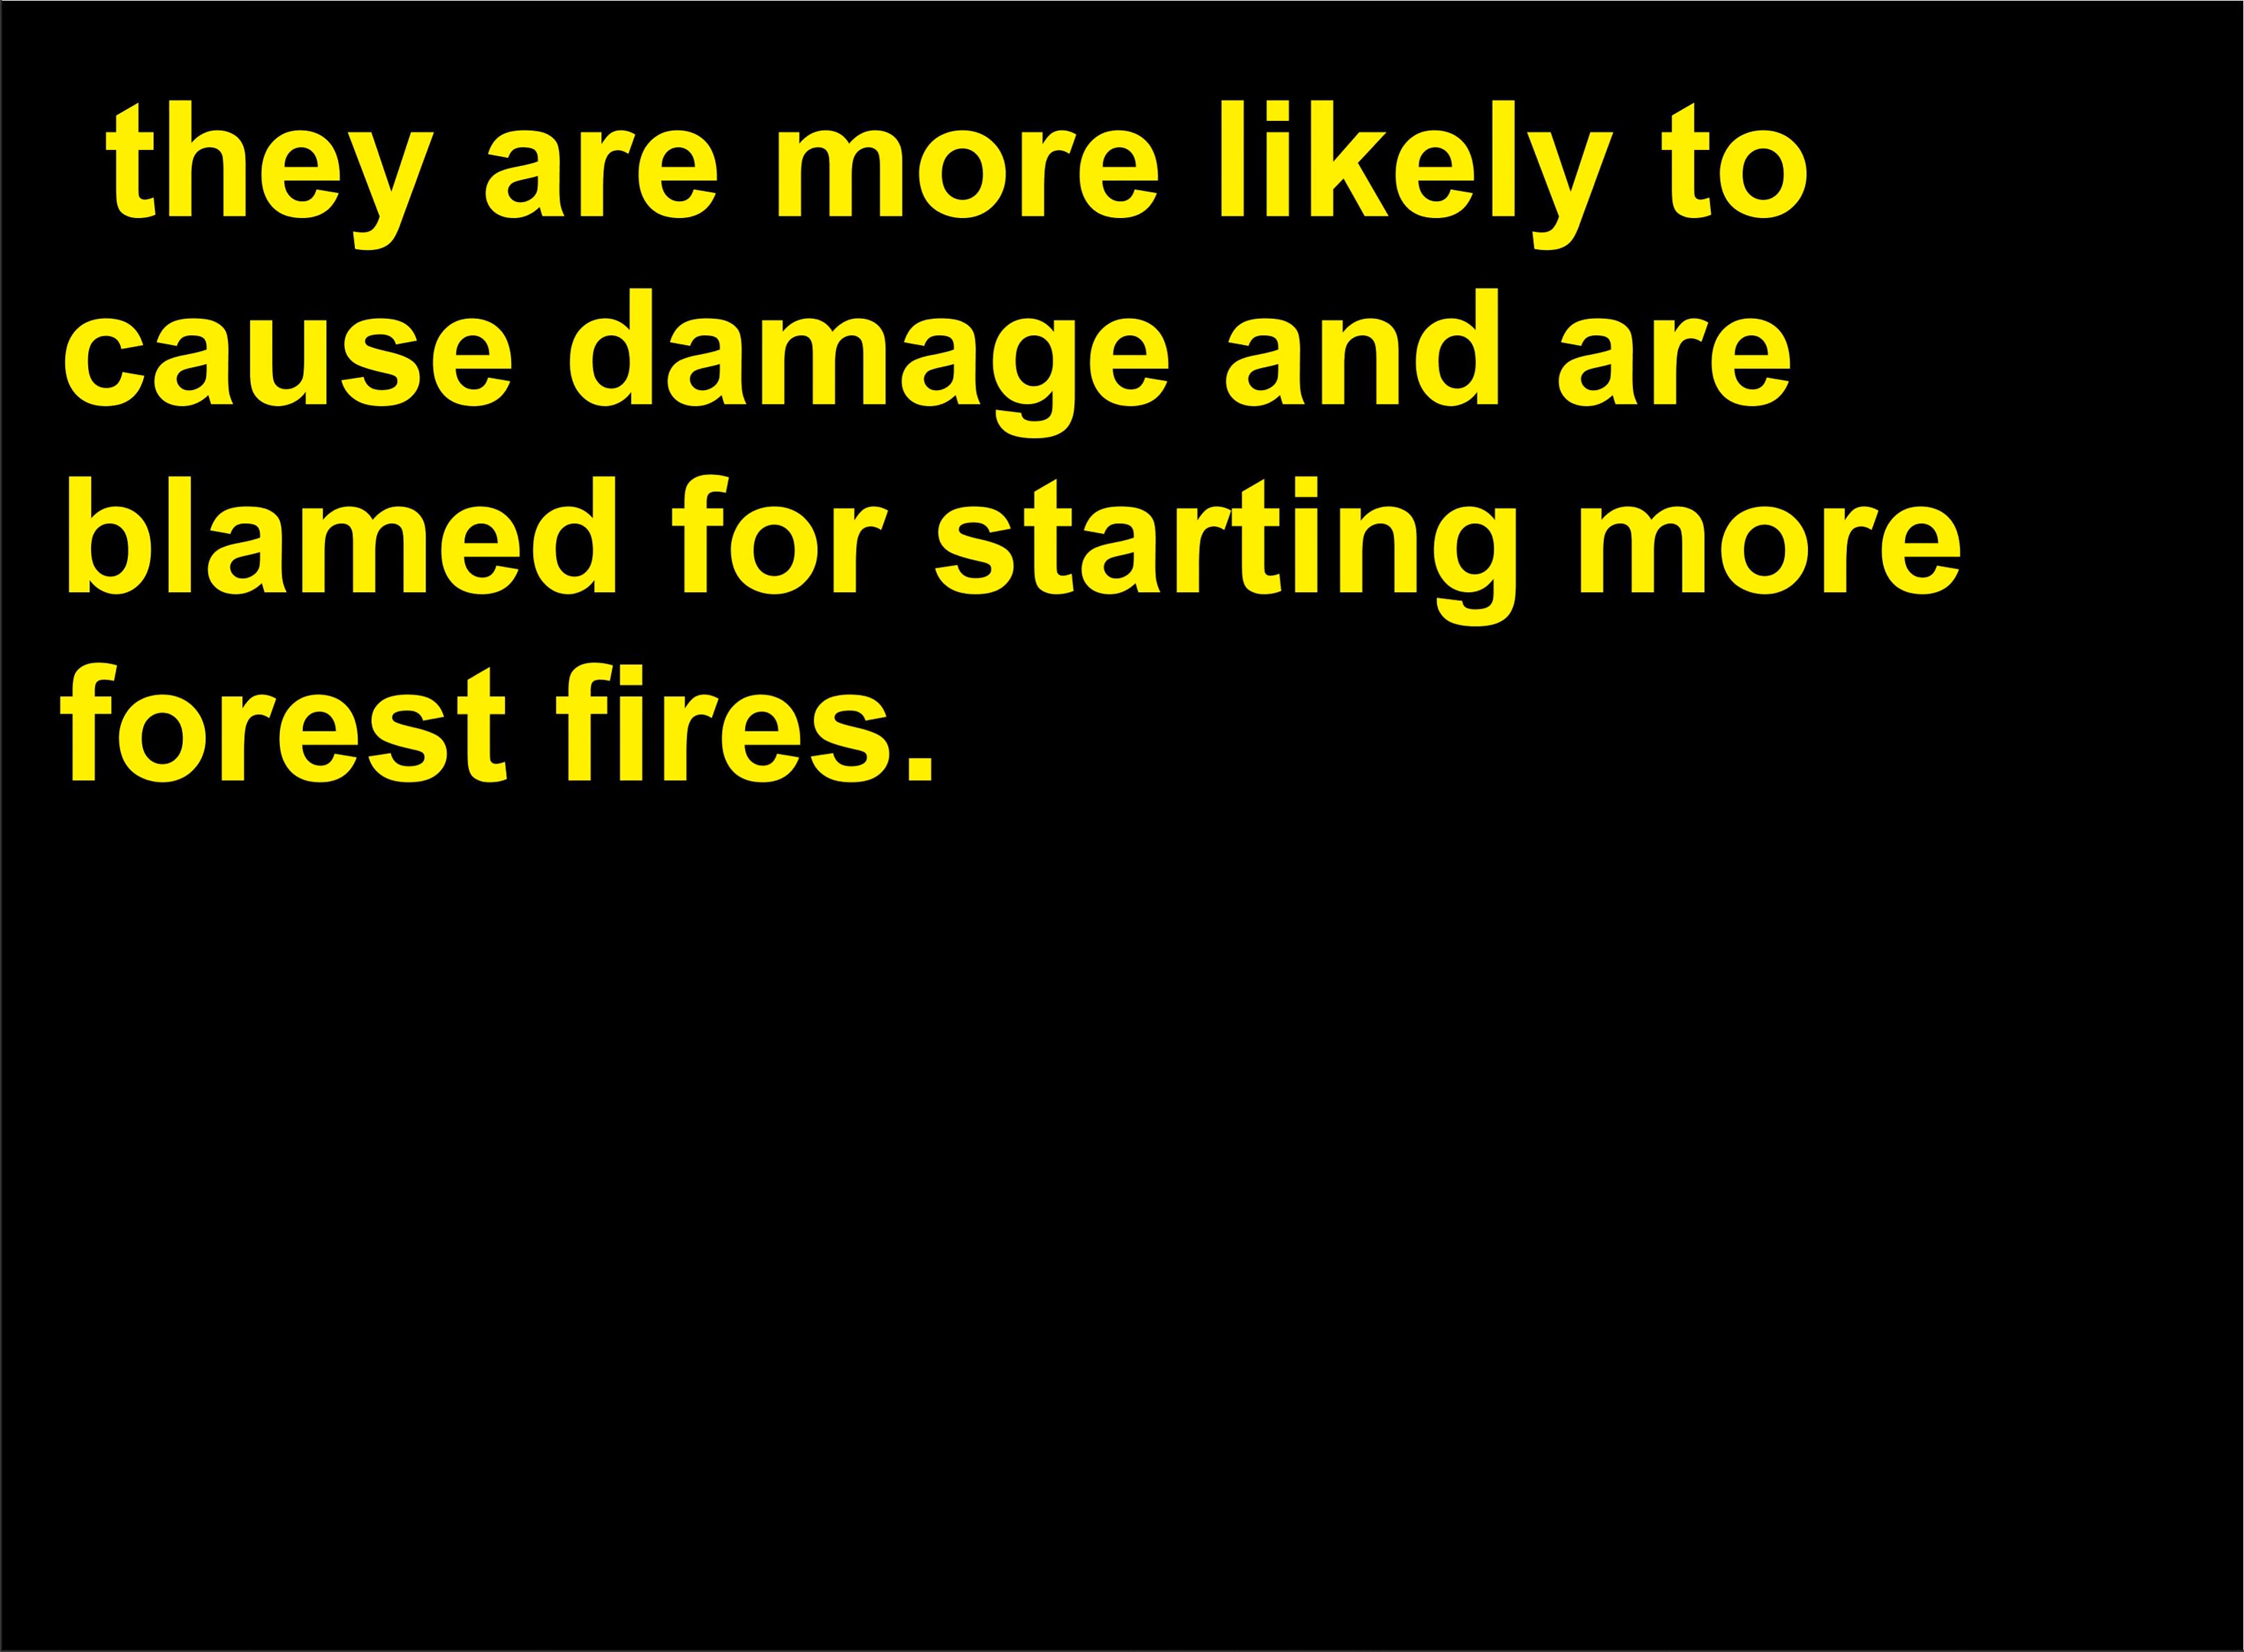 they are more likely to
cause damage and are
blamed for starting more
forest fires.